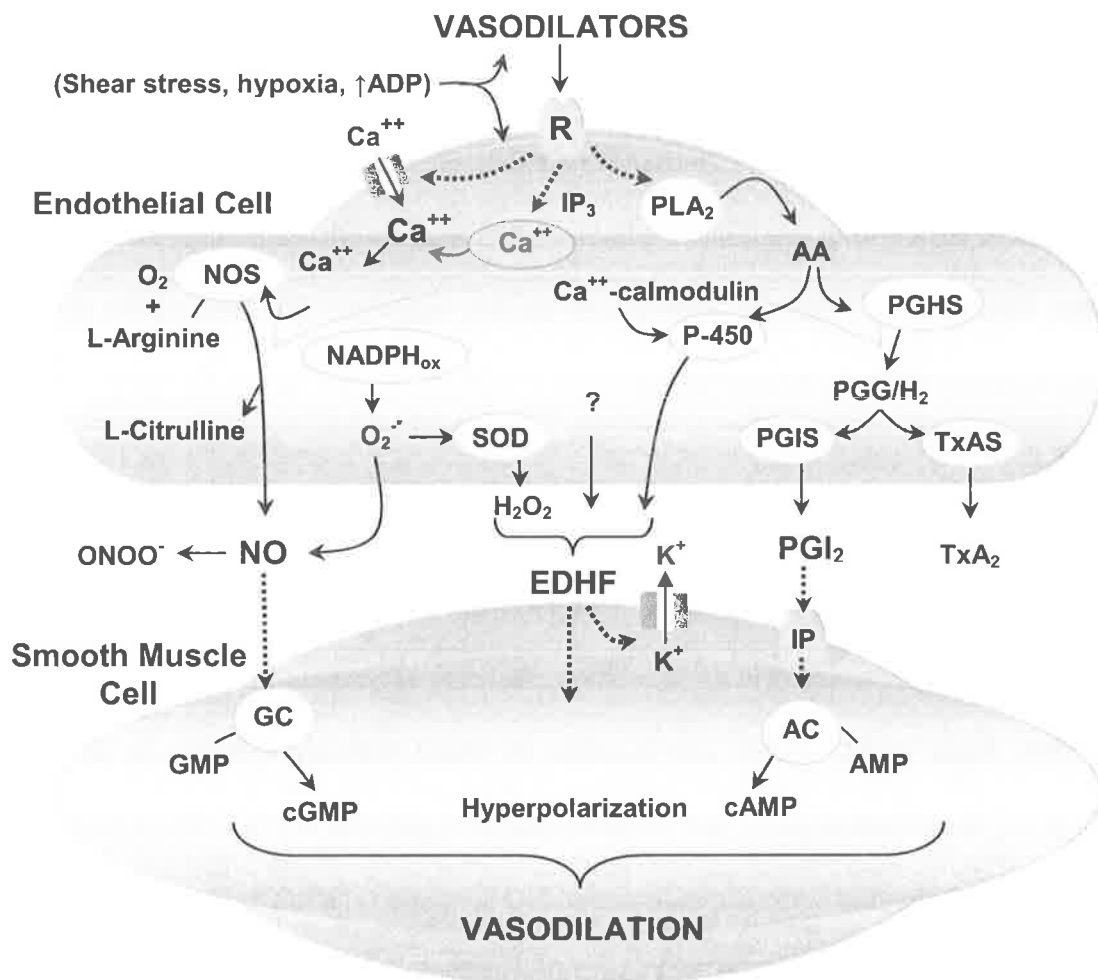 VASODILATORS
(Shear stress, hypoxia, ↑ADP)
Ca⁺⁺
R
Endothelial Cell
IP₃
PLA₂
Ca⁺⁺
Ca⁺⁺
Ca⁺⁺
AA
O₂
+
L-Arginine
NOS
Ca⁺⁺-calmodulin
PGHS
P-450
NADPHₒₓ
PGG/H₂
?
L-Citrulline
O₂·⁻
SOD
PGIS
TxAS
H₂O₂
ONOO⁻
NO
K⁺
PGI₂
TxA₂
EDHF
IP
K⁺
Smooth Muscle
Cell
GC
AC
GMP
AMP
cGMP
Hyperpolarization
cAMP
VASODILATION